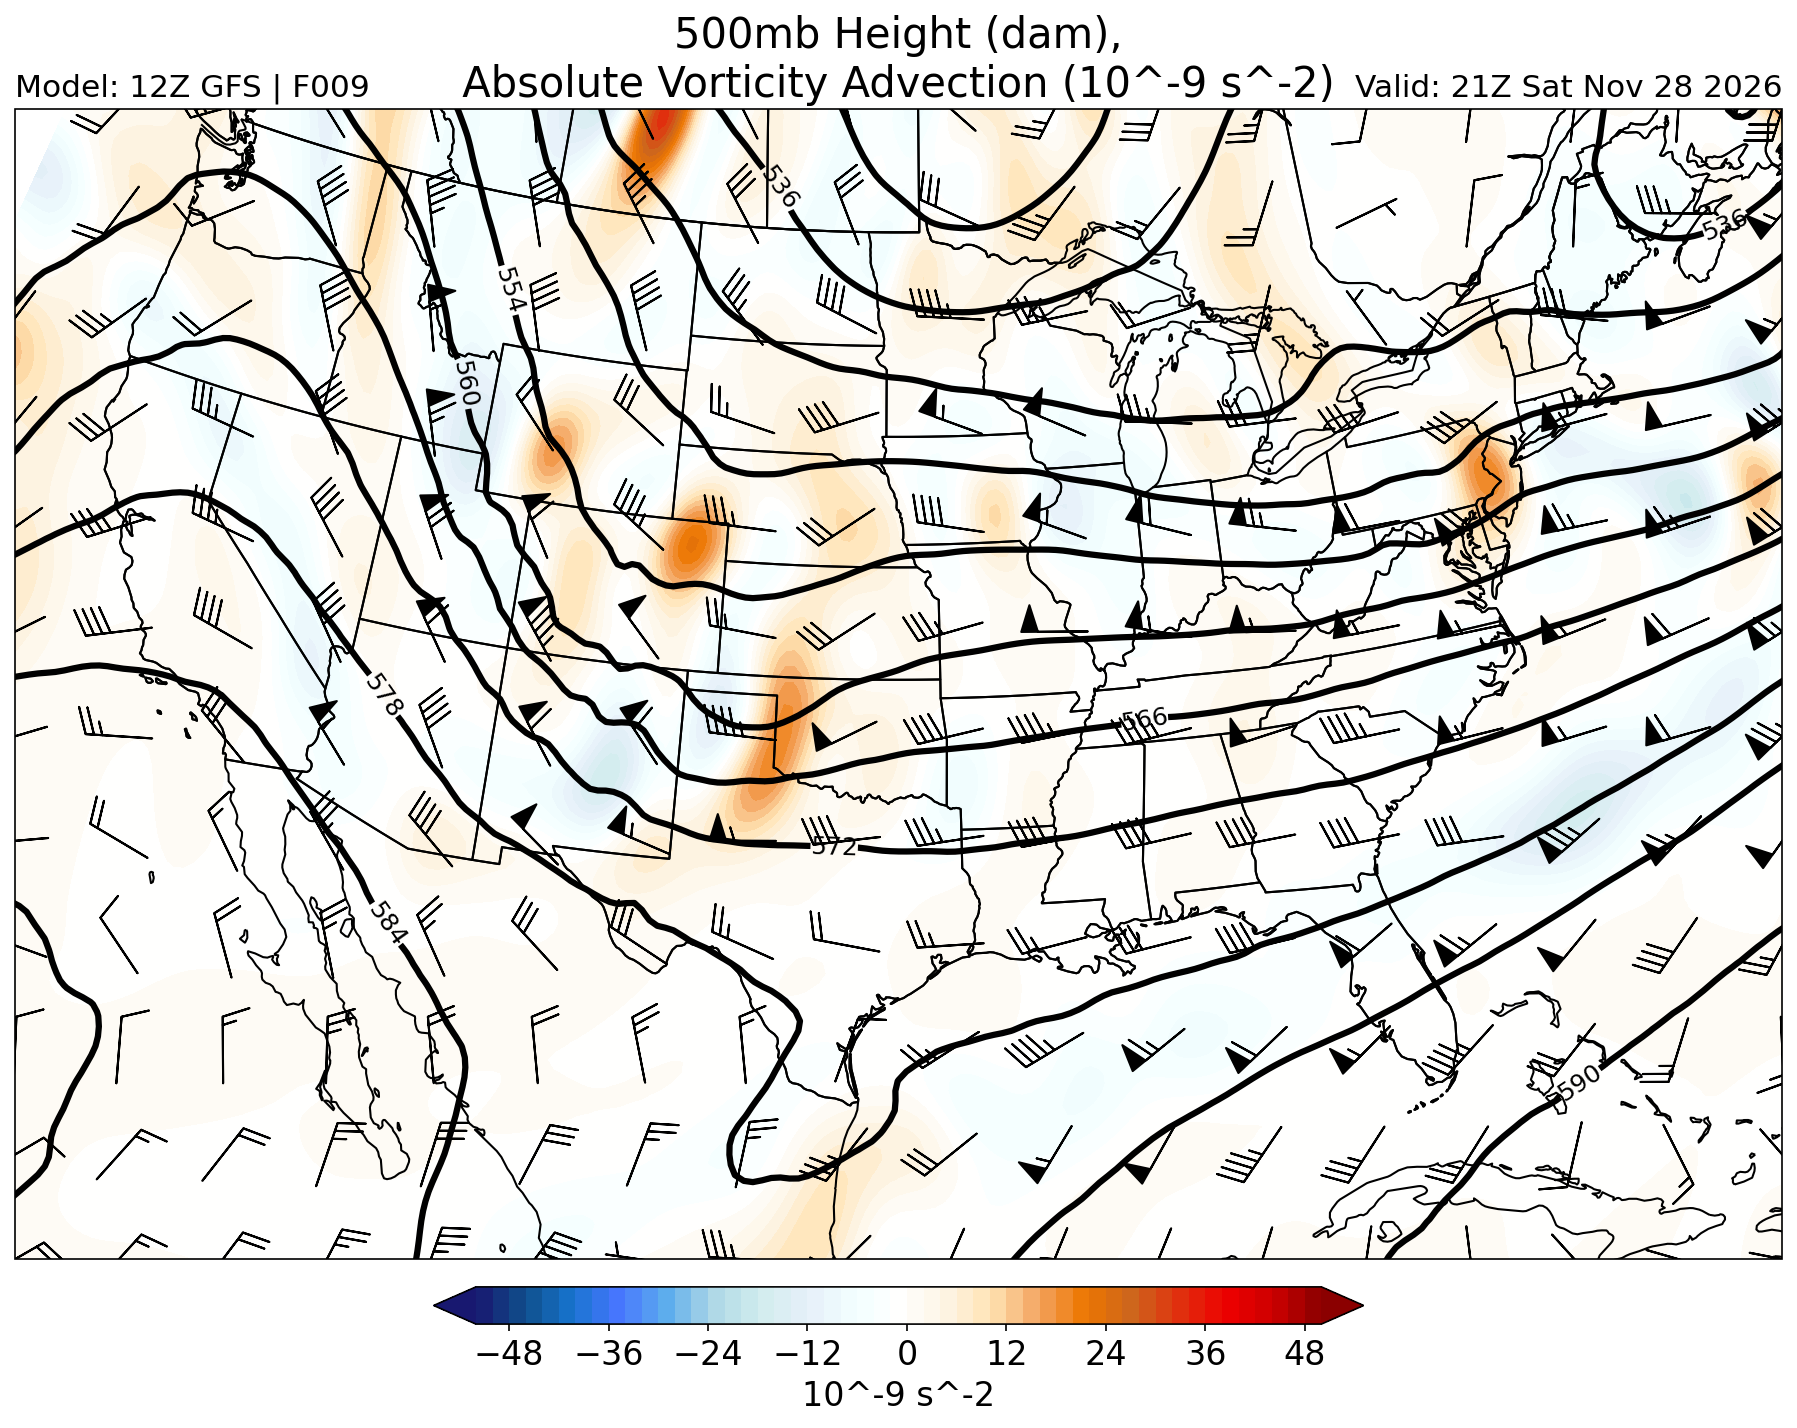 500mb Height (dam),
Model: 12Z GFS | F009
Absolute Vorticity Advection (10^-9 s^-2)
Valid: 21Z Sat Nov 28 2026
536
536
554
560
578
566
572
584
590
−48 −36 −24 −12 0 12 24 36 48
10^-9 s^-2